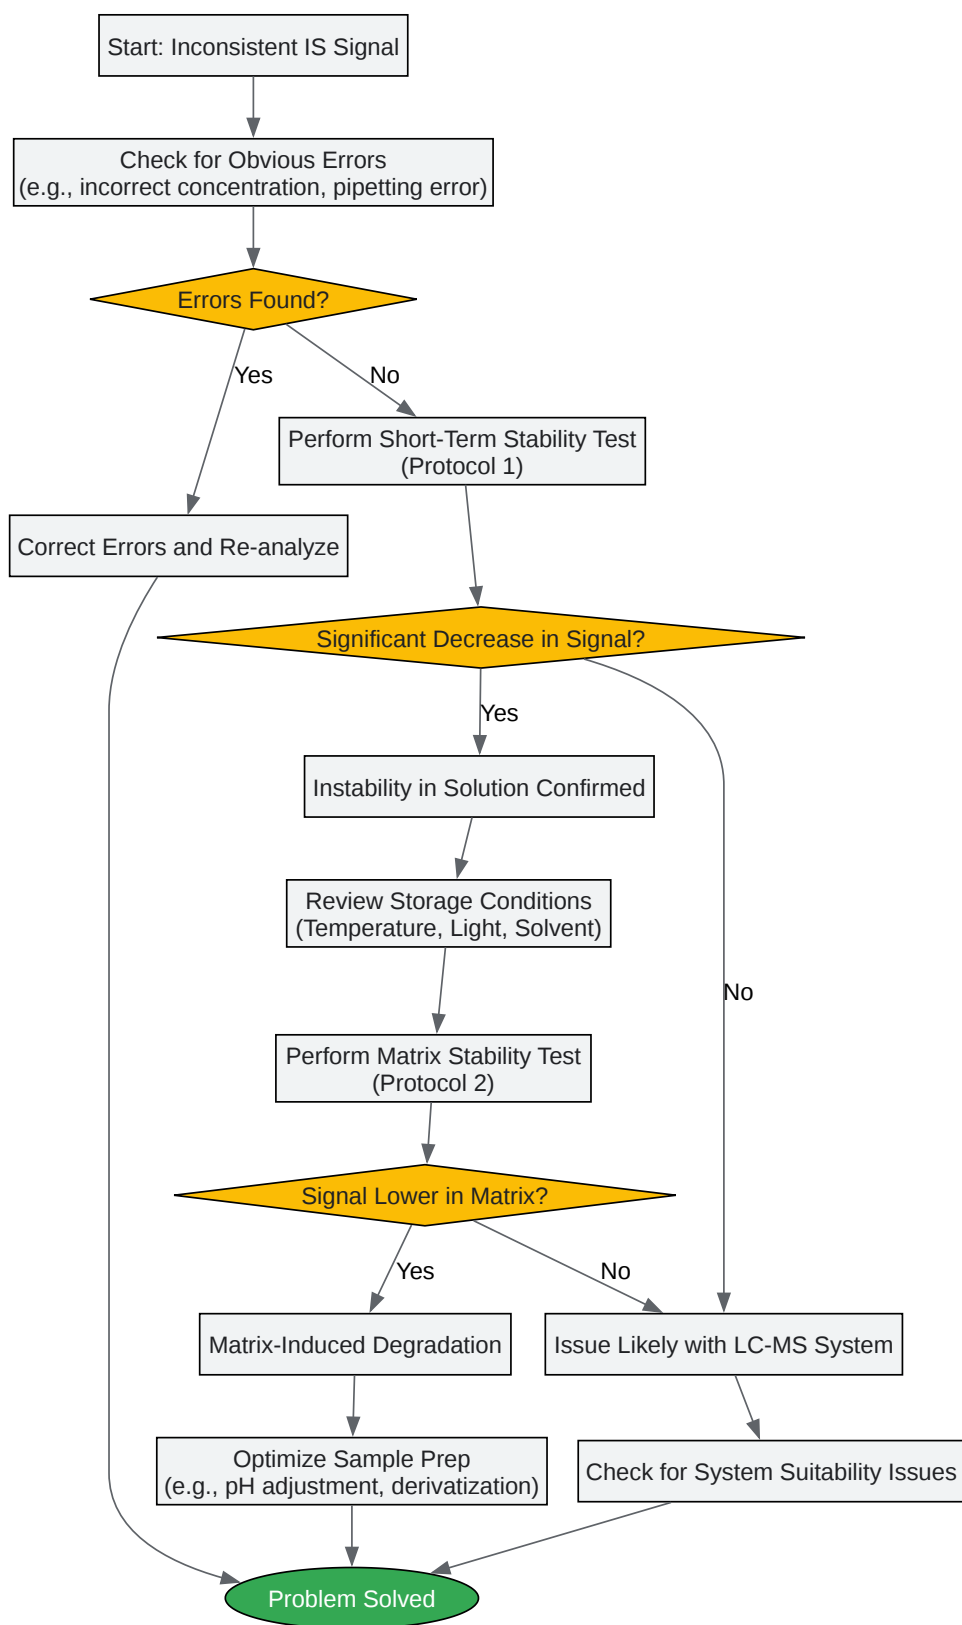 Start: Inconsistent IS Signal
Check for Obvious Errors
(e.g., incorrect concentration, pipetting error)
Errors Found?
Yes
No
Perform Short-Term Stability Test
(Protocol 1)
Correct Errors and Re-analyze
Significant Decrease in Signal?
Yes
Instability in Solution Confirmed
Review Storage Conditions
(Temperature, Light, Solvent)
No
Perform Matrix Stability Test
(Protocol 2)
Signal Lower in Matrix?
Yes
No
Matrix-Induced Degradation
Issue Likely with LC-MS System
Optimize Sample Prep
(e.g., pH adjustment, derivatization)
Check for System Suitability Issues
Problem Solved